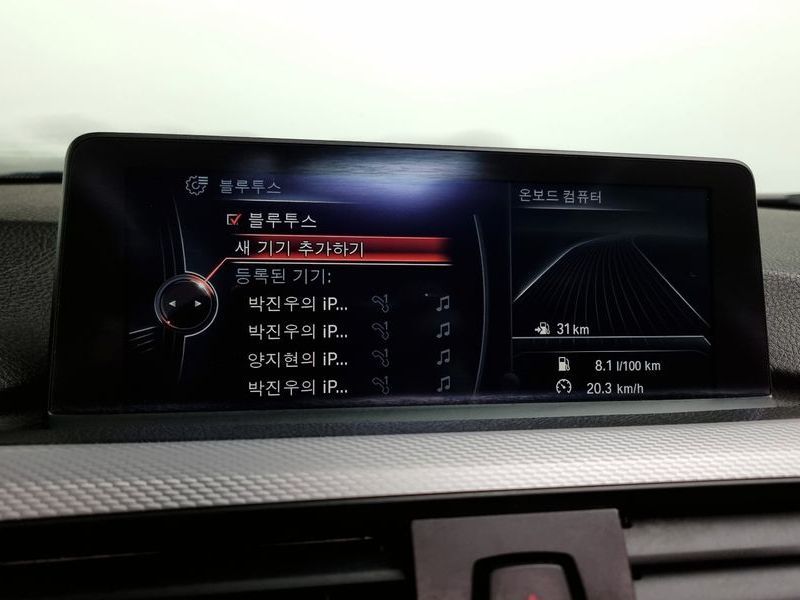 블루투스
블루투스
새 기기 추가하기
등록된 기기:
박진우의 iP...
박진우의 iP...
양지현의 iP...
박진우의 iP...
온보드 컴퓨터
31 km
8.1 l/100 km
20.3 km/h